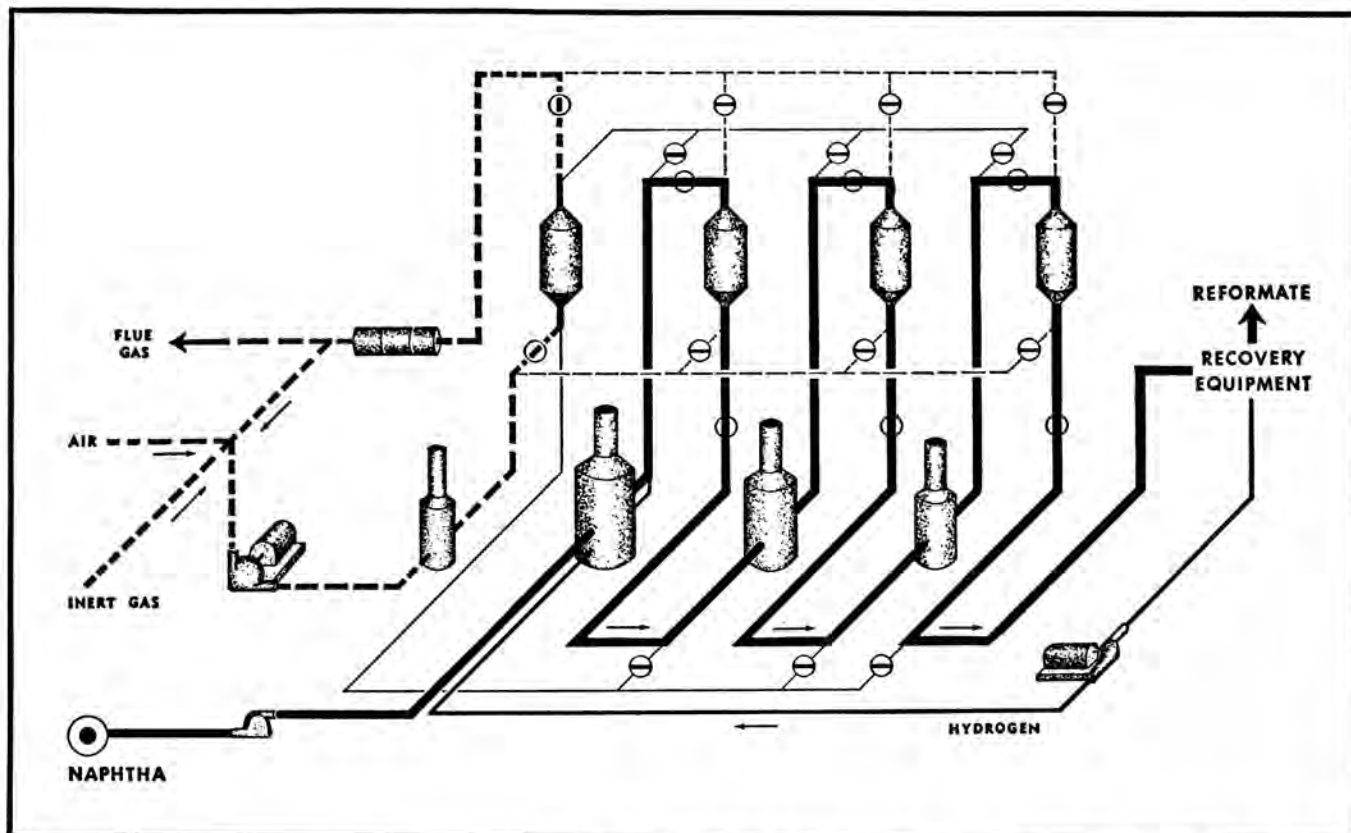 FLUE
GAS
AIR
INERT GAS
NAPHTHA
REFORMATE
RECOVERY
EQUIPMENT
HYDROGEN